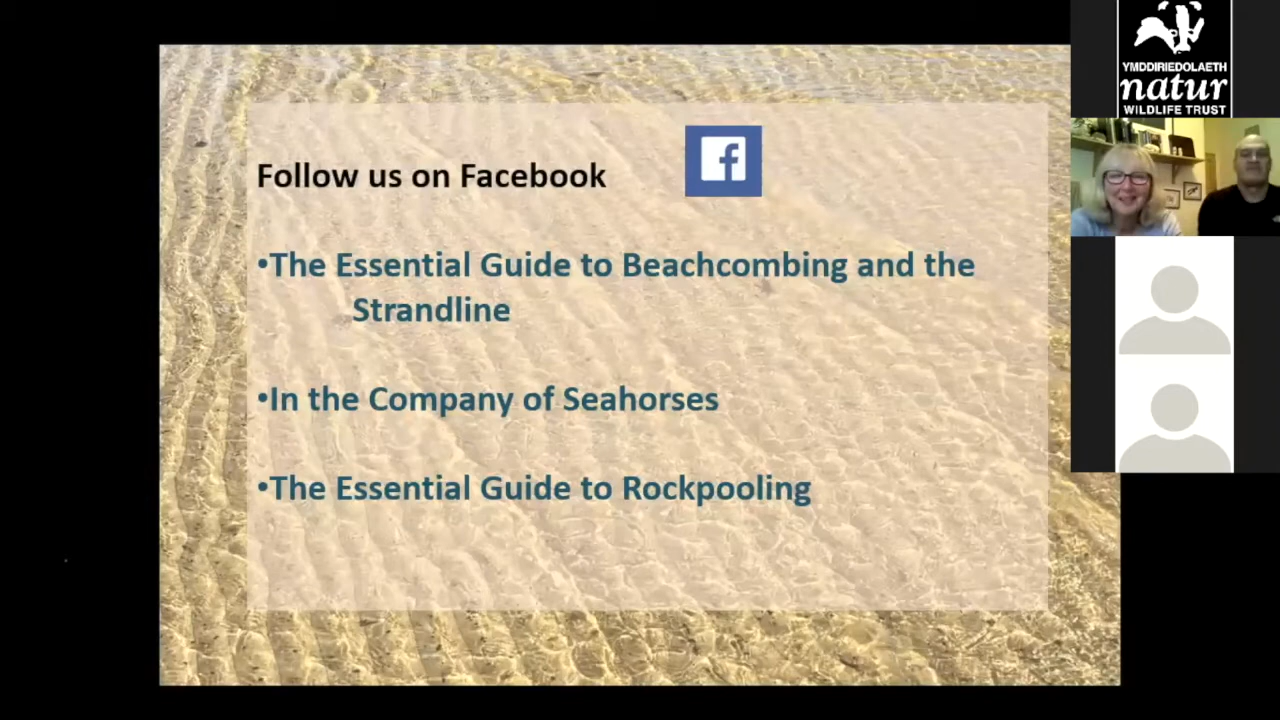 Follow us on Facebook
•The Essential Guide to Beachcombing and the
Strandline
•In the Company of Seahorses
•The Essential Guide to Rockpooling
YMDDIRIEDOLAETH
natur
WILDLIFE TRUST